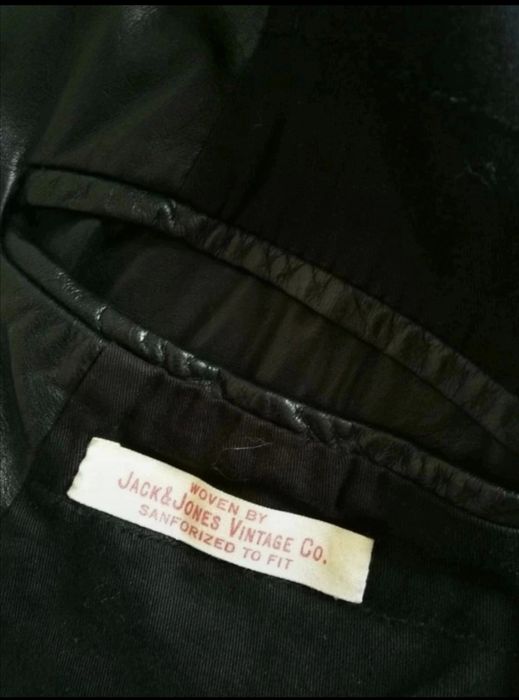 WOVEN BY
JACK&JONES VINTAGE CO.
SANFORIZED TO FIT